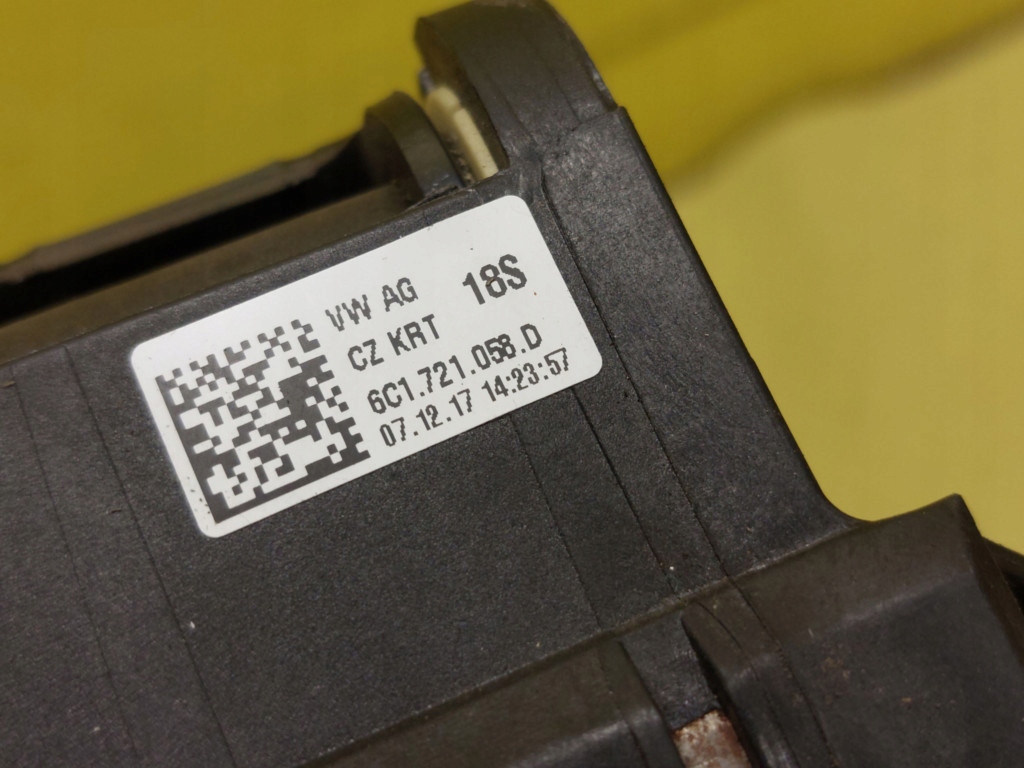 VW AG 18S
CZ KRT
6C1.721.058.D
07.12.17 14:23:57